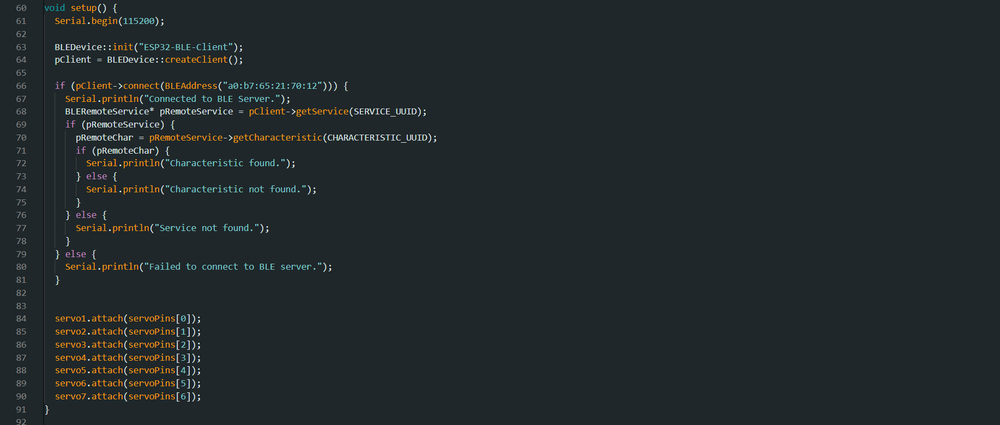 60 void setup() {
61 Serial.begin(115200);
62
63 BLEDevice::init("ESP32-BLE-Client");
64 pClient = BLEDevice::createClient();
65
66 if (pClient->connect(BLEAddress("a0:b7:65:21:70:12"))) {
67 Serial.println("Connected to BLE Server.");
68 BLERemoteService* pRemoteService = pClient->getService(SERVICE_UUID);
69 if (pRemoteService) {
70 pRemoteChar = pRemoteService->getCharacteristic(CHARACTERISTIC_UUID);
71 if (pRemoteChar) {
72 Serial.println("Characteristic found.");
73 } else {
74 Serial.println("Characteristic not found.");
75 }
76 } else {
77 Serial.println("Service not found.");
78 }
79 } else {
80 Serial.println("Failed to connect to BLE server.");
81 }
82
83
84 servo1.attach(servoPins[0]);
85 servo2.attach(servoPins[1]);
86 servo3.attach(servoPins[2]);
87 servo4.attach(servoPins[3]);
88 servo5.attach(servoPins[4]);
89 servo6.attach(servoPins[5]);
90 servo7.attach(servoPins[6]);
91 }
92